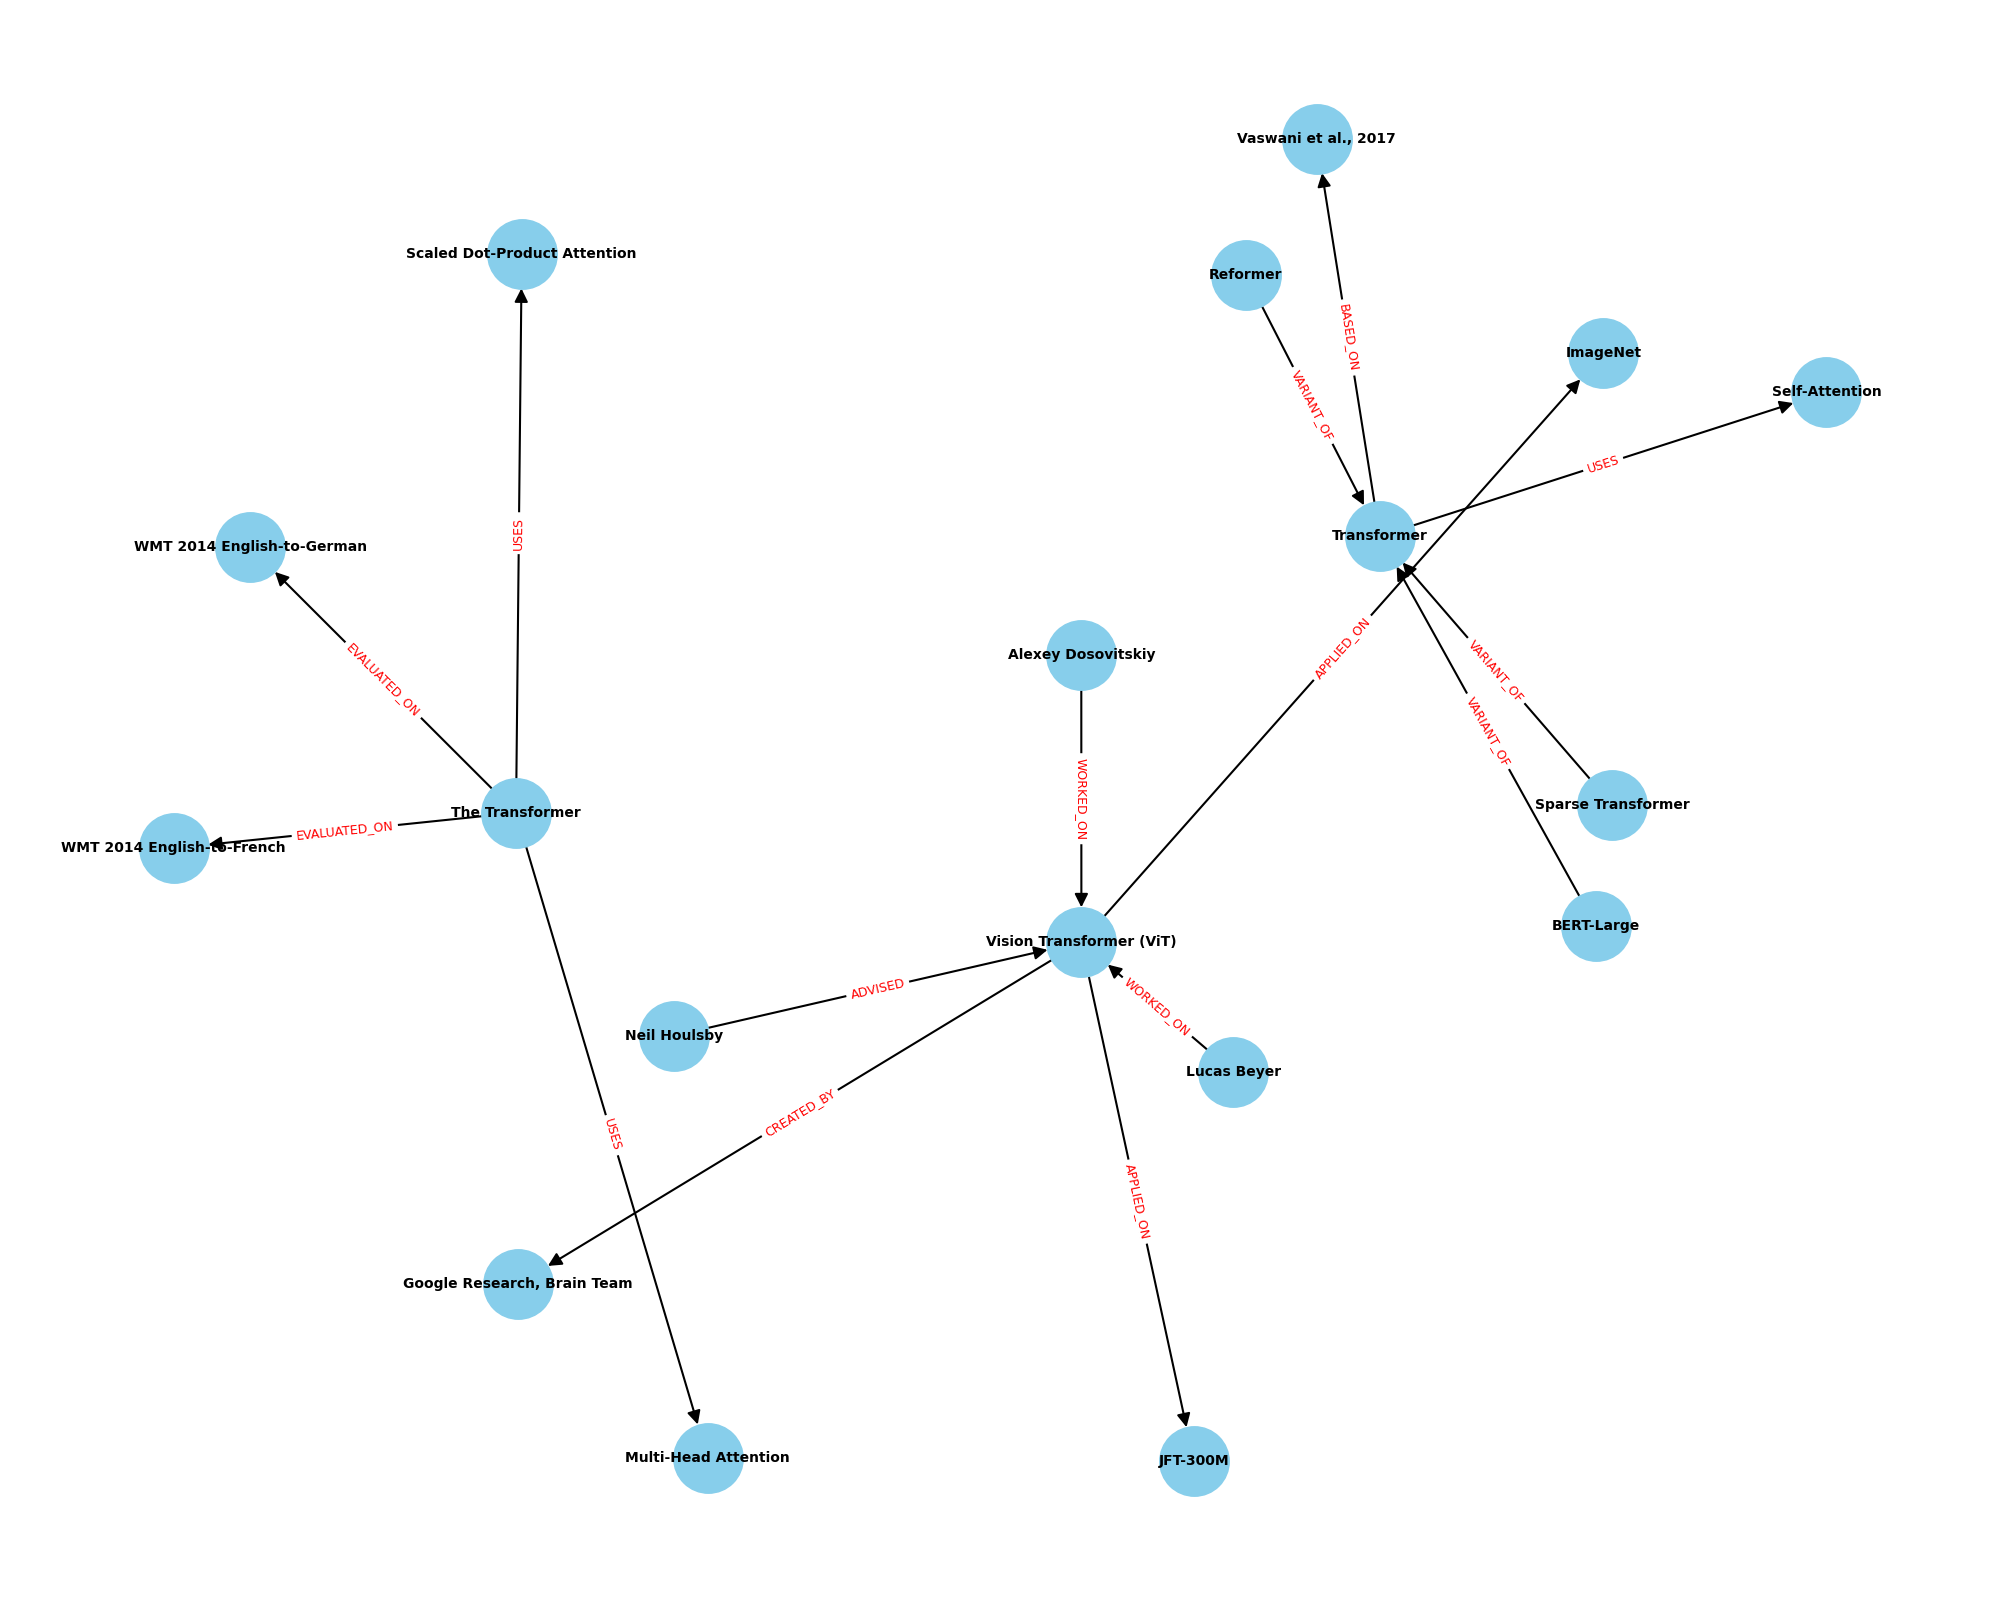 Vaswani et al., 2017
Scaled Dot-Product Attention
Reformer
BASED_ON
ImageNet
VARIANT_OF
Self-Attention
USES
USES
Transformer
WMT 2014 English-to-German
EVALUATED_ON
Alexey Dosovitskiy
APPLIED_ON
VARIANT_OF
VARIANT_OF
WORKED_ON
The Transformer
Sparse Transformer
EVALUATED_ON
WMT 2014 English-to-French
BERT-Large
Vision Transformer (ViT)
ADVISED
WORKED_ON
Neil Houlsby
Lucas Beyer
CREATED_BY
USES
APPLIED_ON
Google Research, Brain Team
Multi-Head Attention
JFT-300M